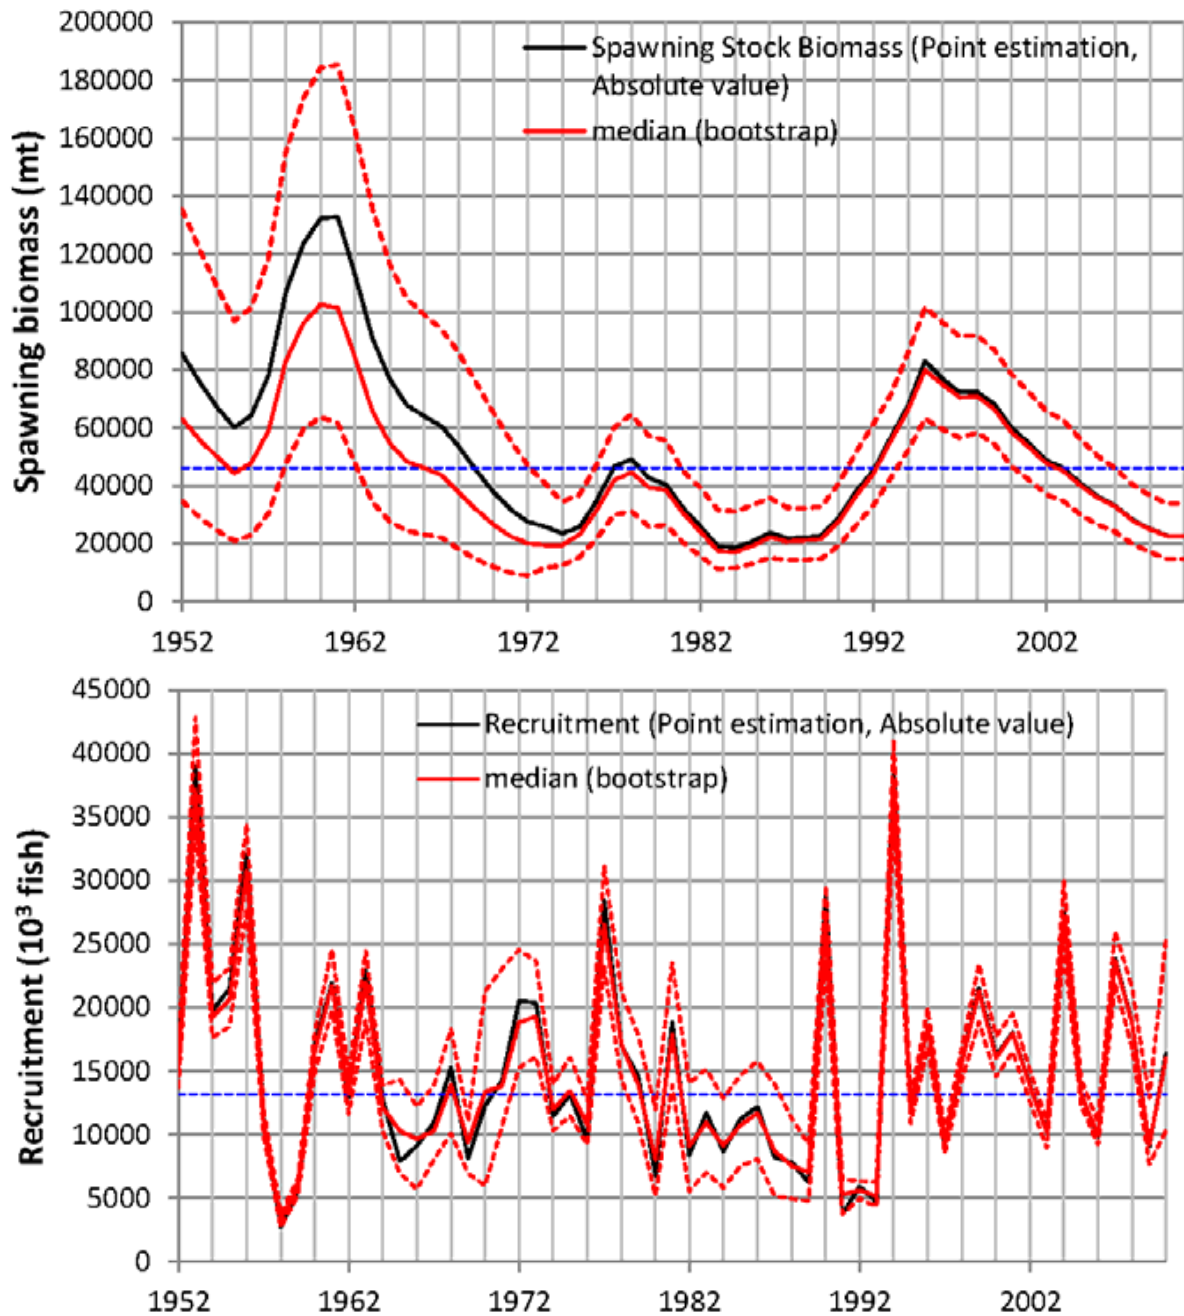 200000
180000
160000
140000
120000
100000
80000
60000
40000
20000
0
Spawning biomass (mt)
Spawning Stock Biomass (Point estimation,
Absolute value)
median (bootstrap)
1952 1962 1972 1982 1992 2002
45000
40000
35000
30000
25000
20000
15000
10000
5000
0
Recruitment (10³ fish)
Recruitment (Point estimation, Absolute value)
median (bootstrap)
1952 1962 1972 1982 1992 2002